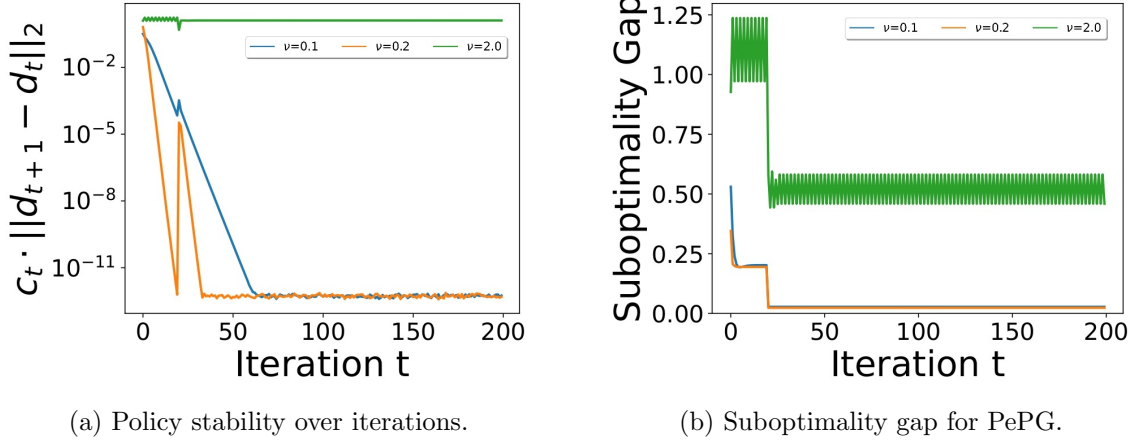 c_t · ||d_{t+1} − d_t||_2
10^{-2}
10^{-5}
10^{-8}
10^{-11}
ν=0.1 ν=0.2 ν=2.0
0 50 100 150 200
Iteration t
(a) Policy stability over iterations.
Suboptimality Gap
1.25
1.00
0.75
0.50
0.25
0.00
ν=0.1 ν=0.2 ν=2.0
0 50 100 150 200
Iteration t
(b) Suboptimality gap for PePG.